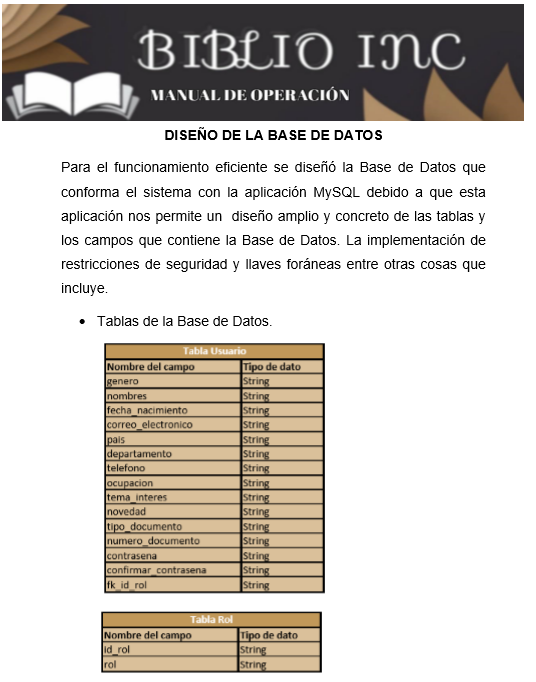 BIBLIO INC
MANUAL DE OPERACIÓN
DISEÑO DE LA BASE DE DATOS
Para el funcionamiento eficiente se diseñó la Base de Datos que
conforma el sistema con la aplicación MySQL debido a que esta
aplicación nos permite un diseño amplio y concreto de las tablas y
los campos que contiene la Base de Datos. La implementación de
restricciones de seguridad y llaves foráneas entre otras cosas que
incluye.
• Tablas de la Base de Datos.
Tabla Usuario
Nombre del campo Tipo de dato
genero String
nombres String
fecha_nacimiento String
correo_electronico String
pais String
departamento String
telefono String
ocupacion String
tema_interes String
novedad String
tipo_documento String
numero_documento String
contrasena String
confirmar_contrasena String
fk_id_rol String
Tabla Rol
Nombre del campo Tipo de dato
id_rol String
rol String